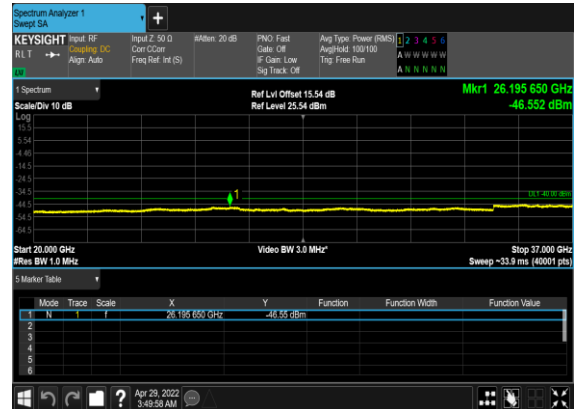 Spectrum Analyzer 1
Swept SA
KEYSIGHT Input: RF Input Z: 50 Ω #Atten: 20 dB PNO: Fast Avg Type: Power (RMS) 1 2 3 4 5 6
RLT Coupling: DC Corr CCorr Gate: Off Avg|Hold: 100/100 A W W W W W
Align: Auto Freq Ref: Int (S) IF Gain: Low Trig: Free Run
Sig Track: Off A N N N N N
1 Spectrum Ref Lvl Offset 15.54 dB Mkr1 26.195 650 GHz
Scale/Div 10 dB Ref Level 25.54 dBm -46.552 dBm
Log
15.5
5.54
-4.46
-14.5
-24.5
-34.5
1
DL1 -40.00 dBm
-44.5
-54.5
-64.5
Start 20.000 GHz Video BW 3.0 MHz* Stop 37.000 GHz
#Res BW 1.0 MHz Sweep ~33.9 ms (40001 pts)
5 Marker Table
Mode Trace Scale X Y Function Function Width Function Value
1 N 1 f 26.195 650 GHz -46.55 dBm
2
3
4
5
6
? Apr 29, 2022
3:49:58 AM